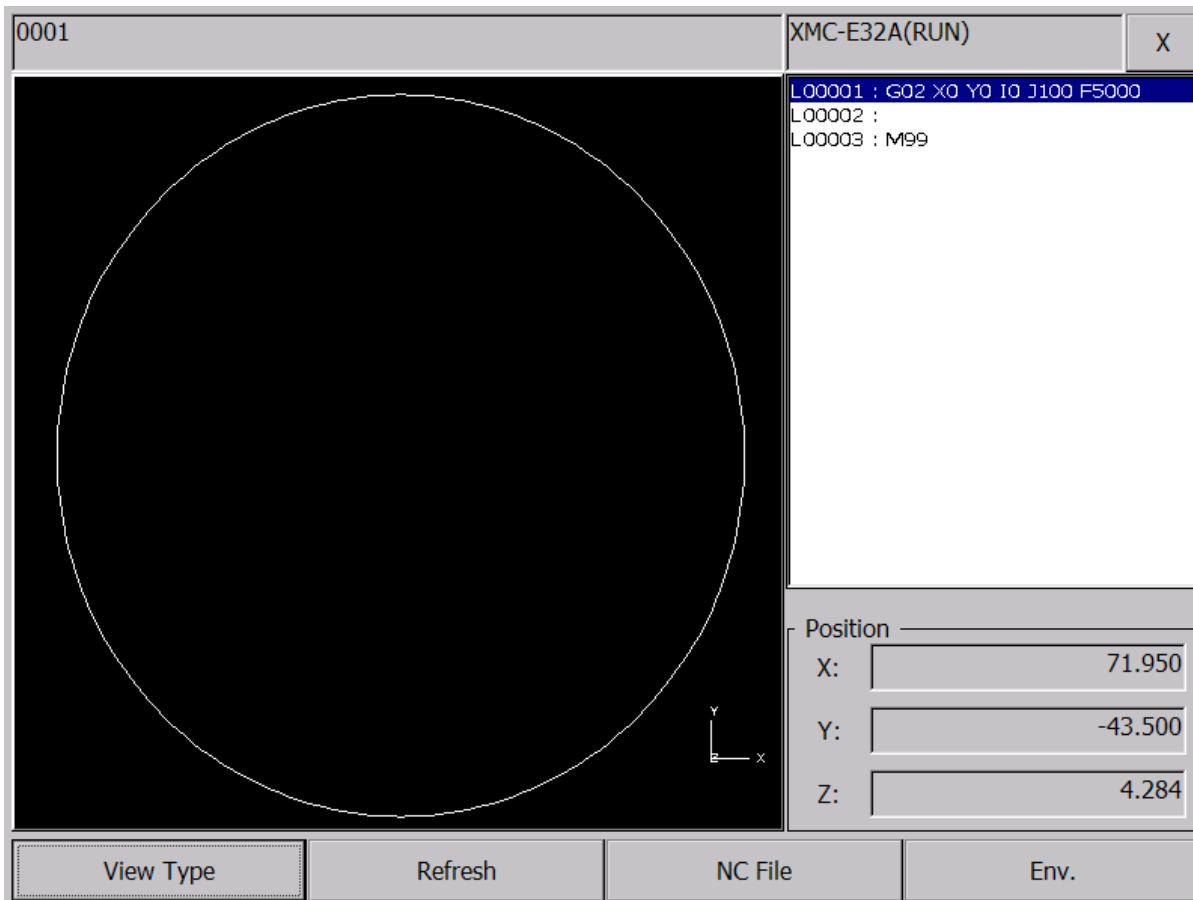 0001
XMC-E32A(RUN)
X
L00001 : G02 X0 Y0 I0 J100 F5000
L00002 :
L00003 : M99
Y
Z
X
Position
X:
71.950
Y:
-43.500
Z:
4.284
View Type
Refresh
NC File
Env.